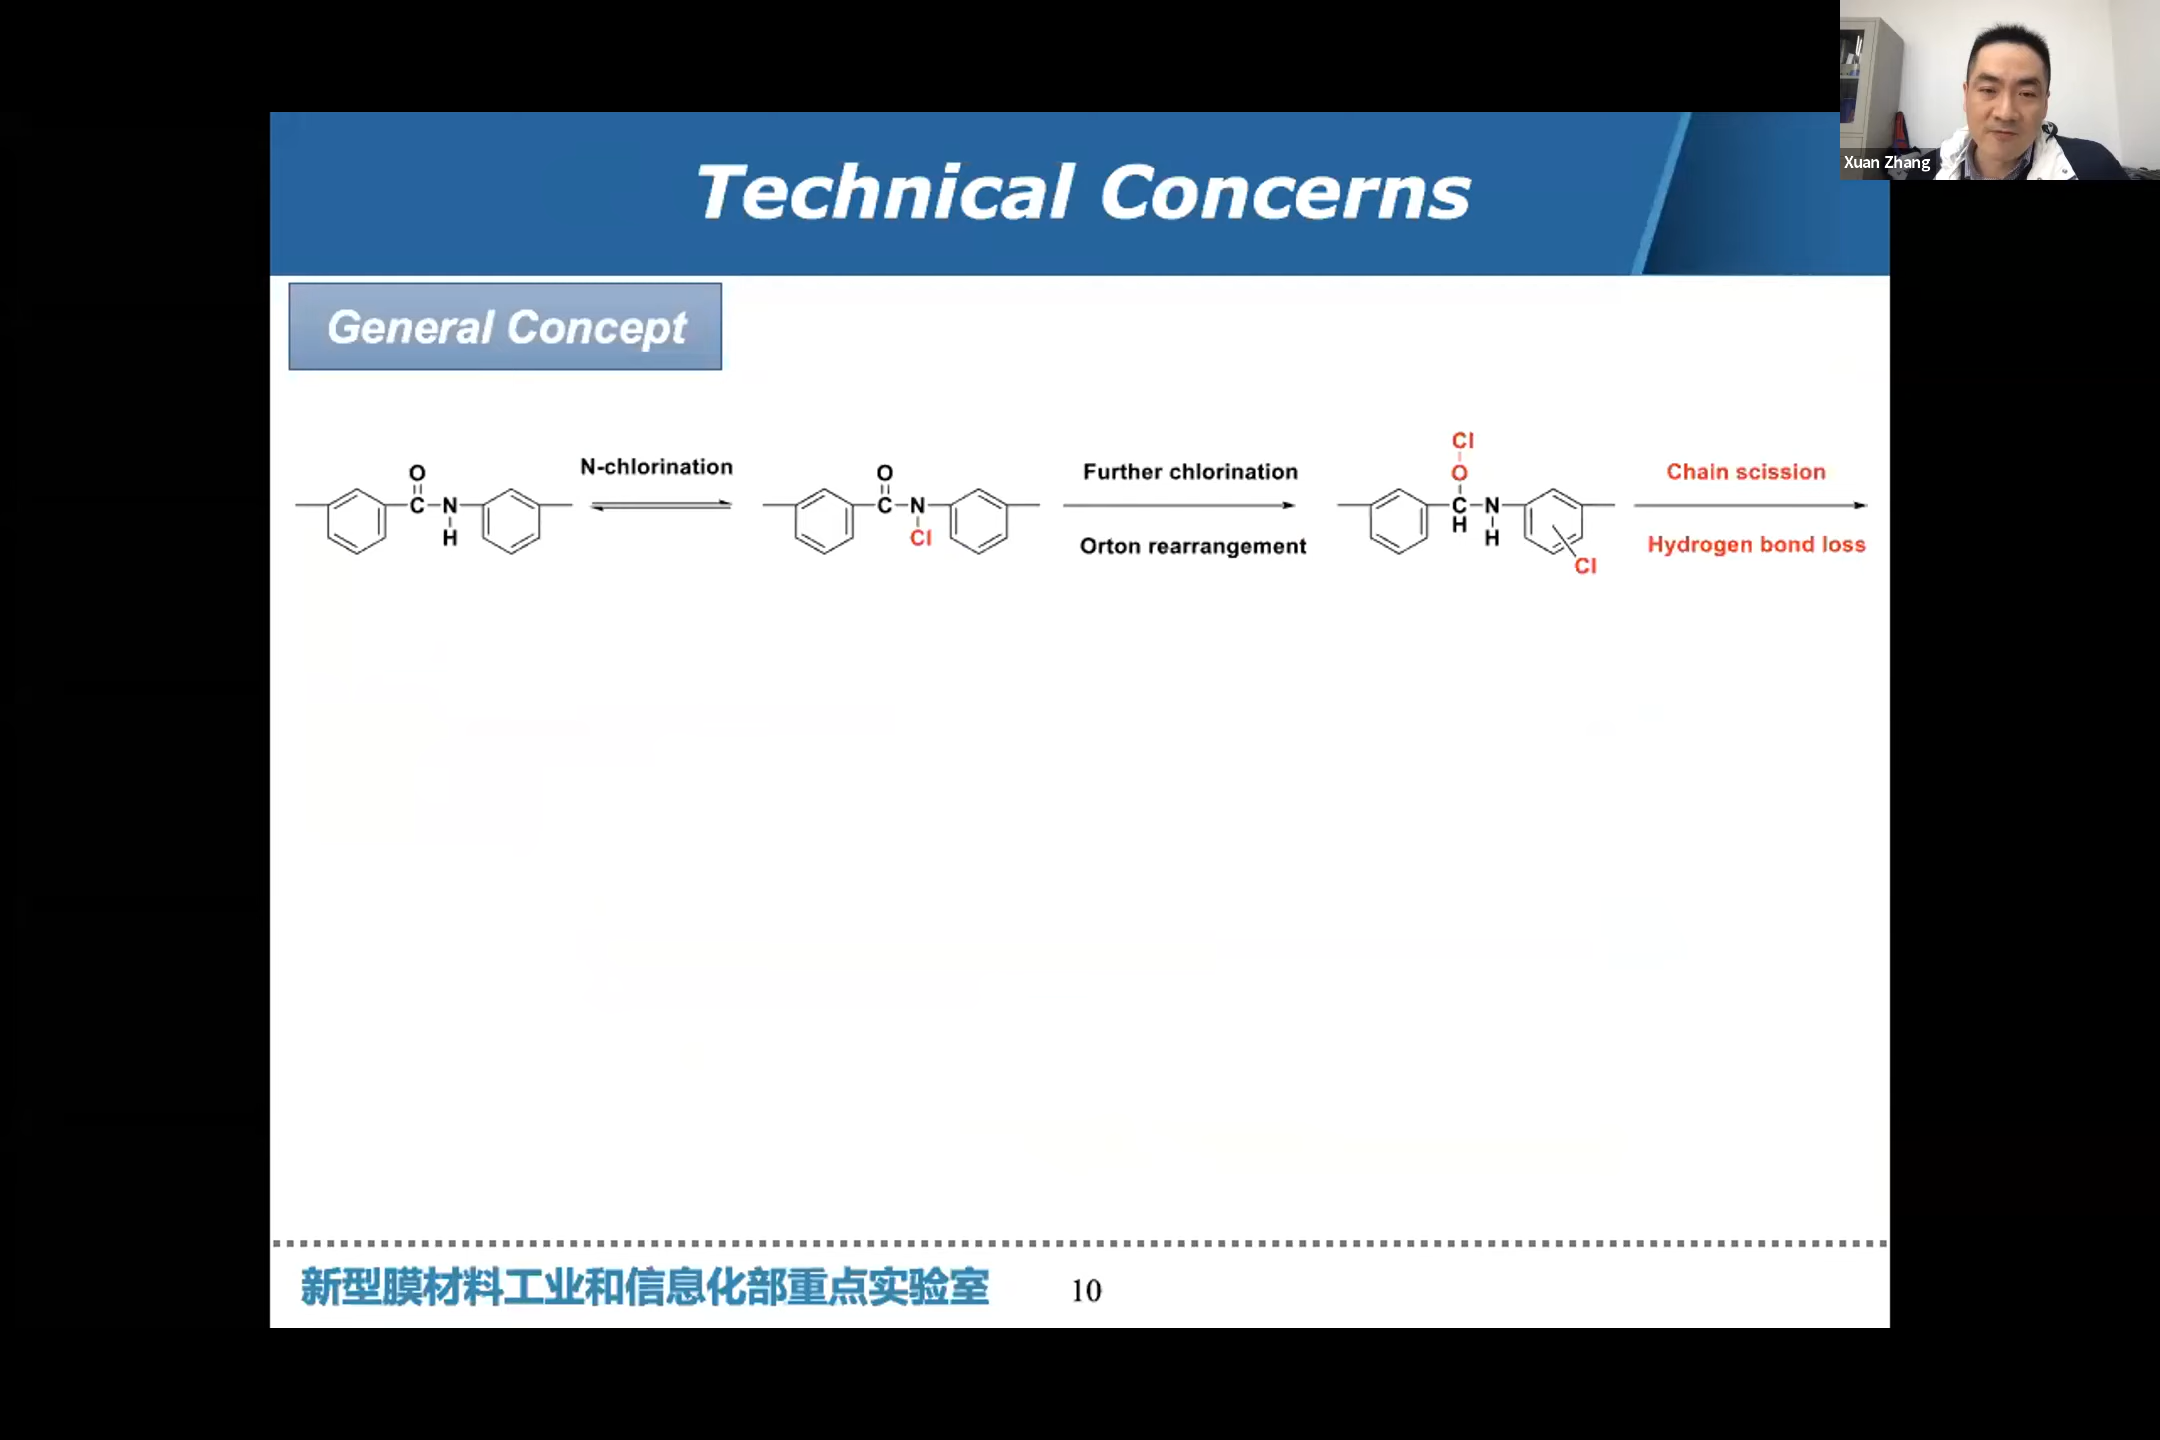 Technical Concerns
Xuan Zhang
General Concept
O
C
N
H
N-chlorination
O
C
N
Cl
Further chlorination
Orton rearrangement
Cl
O
C
H
N
H
Cl
Chain scission
Hydrogen bond loss
新型膜材料工业和信息化部重点实验室
10